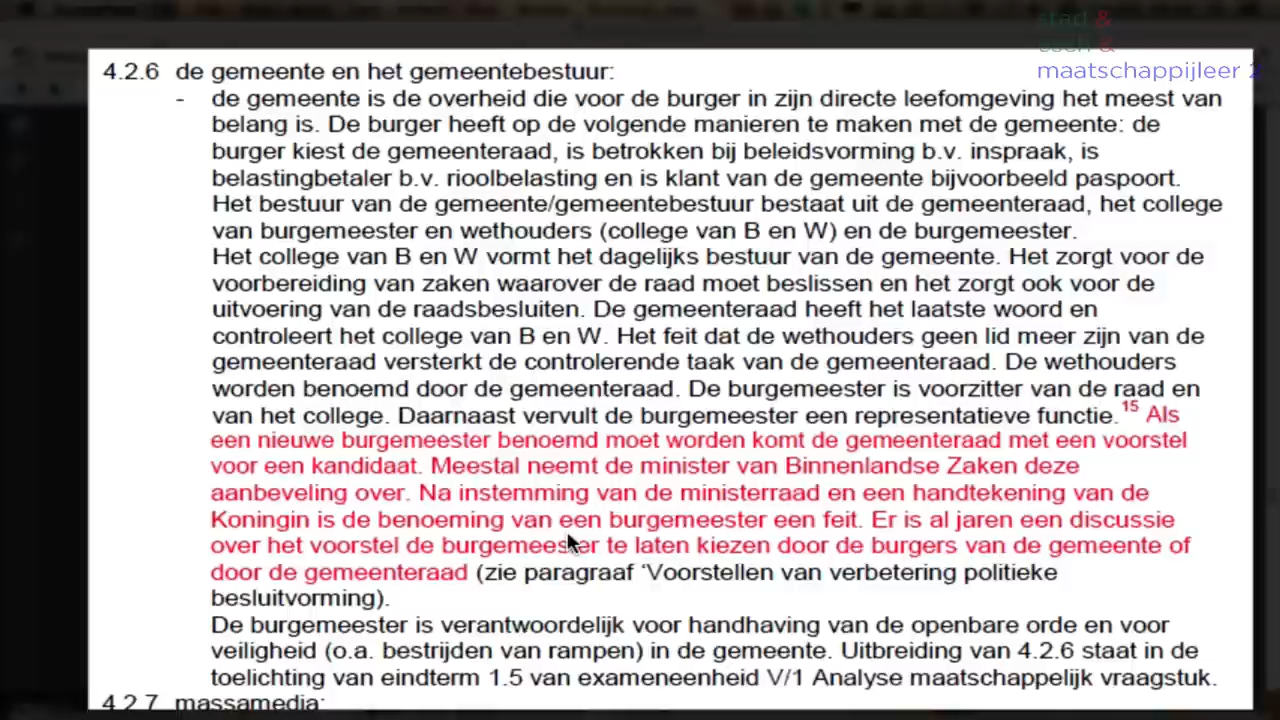 stad &
esch &
maatschappijleer 2
4.2.6 de gemeente en het gemeentebestuur:
- de gemeente is de overheid die voor de burger in zijn directe leefomgeving het meest van
belang is. De burger heeft op de volgende manieren te maken met de gemeente: de
burger kiest de gemeenteraad, is betrokken bij beleidsvorming b.v. inspraak, is
belastingbetaler b.v. rioolbelasting en is klant van de gemeente bijvoorbeeld paspoort.
Het bestuur van de gemeente/gemeentebestuur bestaat uit de gemeenteraad, het college
van burgemeester en wethouders (college van B en W) en de burgemeester.
Het college van B en W vormt het dagelijks bestuur van de gemeente. Het zorgt voor de
voorbereiding van zaken waarover de raad moet beslissen en het zorgt ook voor de
uitvoering van de raadsbesluiten. De gemeenteraad heeft het laatste woord en
controleert het college van B en W. Het feit dat de wethouders geen lid meer zijn van de
gemeenteraad versterkt de controlerende taak van de gemeenteraad. De wethouders
worden benoemd door de gemeenteraad. De burgemeester is voorzitter van de raad en
van het college. Daarnaast vervult de burgemeester een representatieve functie.15 Als
een nieuwe burgemeester benoemd moet worden komt de gemeenteraad met een voorstel
voor een kandidaat. Meestal neemt de minister van Binnenlandse Zaken deze
aanbeveling over. Na instemming van de ministerraad en een handtekening van de
Koningin is de benoeming van een burgemeester een feit. Er is al jaren een discussie
over het voorstel de burgemeester te laten kiezen door de burgers van de gemeente of
door de gemeenteraad (zie paragraaf ‘Voorstellen van verbetering politieke
besluitvorming).
De burgemeester is verantwoordelijk voor handhaving van de openbare orde en voor
veiligheid (o.a. bestrijden van rampen) in de gemeente. Uitbreiding van 4.2.6 staat in de
toelichting van eindterm 1.5 van exameneenheid V/1 Analyse maatschappelijk vraagstuk.
4.2.7 massamedia: